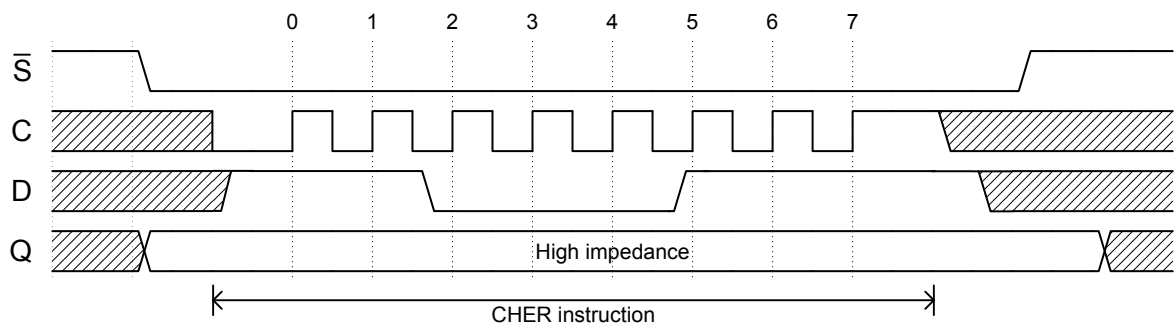 0 1 2 3 4 5 6 7
S̅
C
D
Q High impedance
CHER instruction